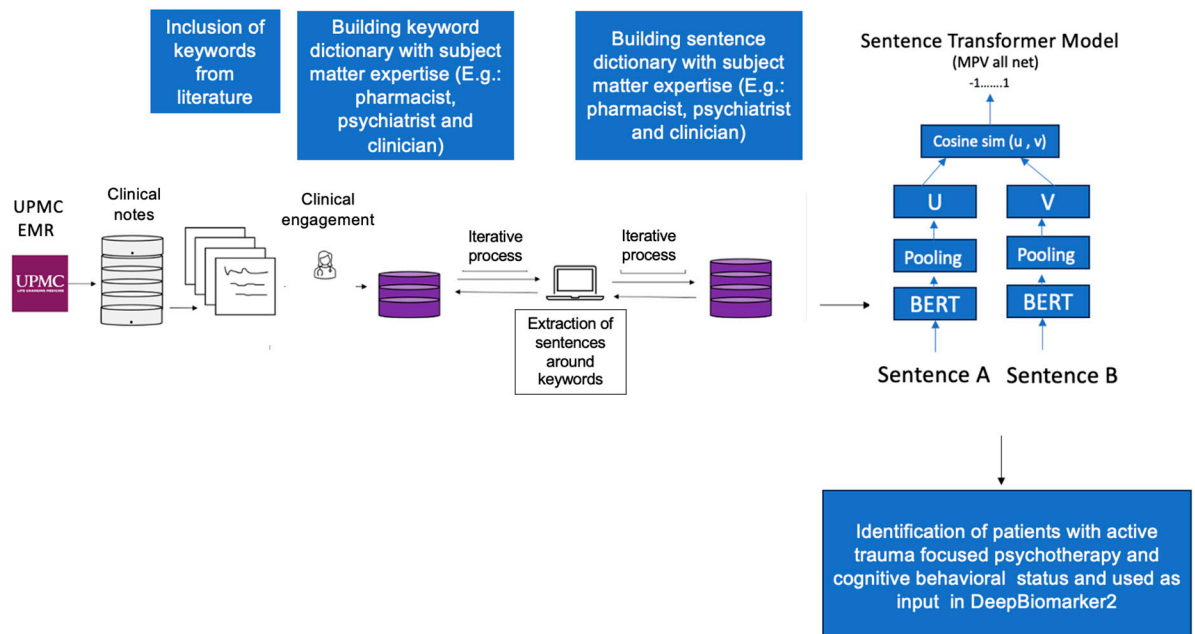 Inclusion of
keywords
from
literature
Building keyword
dictionary with subject
matter expertise (E.g.:
pharmacist,
psychiatrist and
clinician)
Building sentence
dictionary with subject
matter expertise (E.g.:
pharmacist, psychiatrist
and clinician)
Sentence Transformer Model
(MPV all net)
-1.......1
Cosine sim (u , v)
U
V
Pooling
Pooling
BERT
BERT
Sentence A
Sentence B
UPMC
EMR
UPMC
LIFE CHANGING MEDICINE
Clinical
notes
Clinical
engagement
Iterative
process
Iterative
process
Extraction of
sentences
around
keywords
Identification of patients with active
trauma focused psychotherapy and
cognitive behavioral status and used as
input in DeepBiomarker2